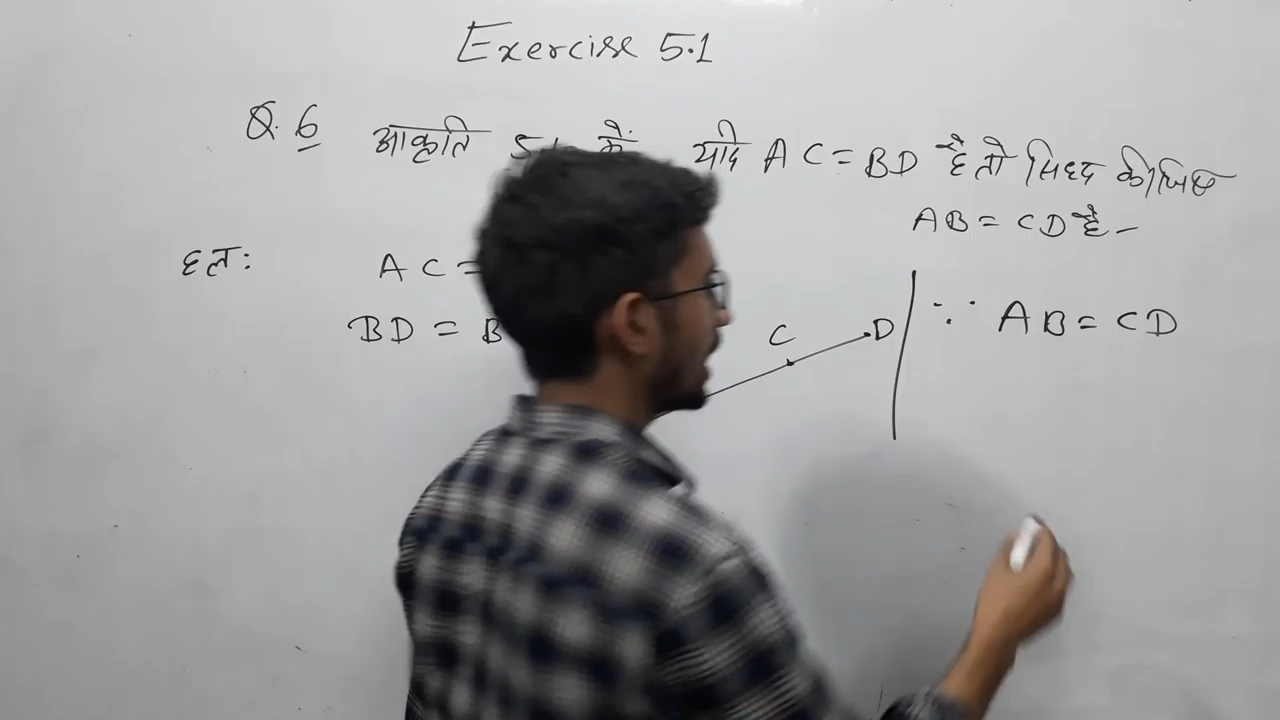 Exercise 5.1
Q. 6 आकृति में यदि AC = BD है तो सिद्ध कीजिए
AB = CD है -
हल: AC =
BD = B
C D
∵ AB = CD